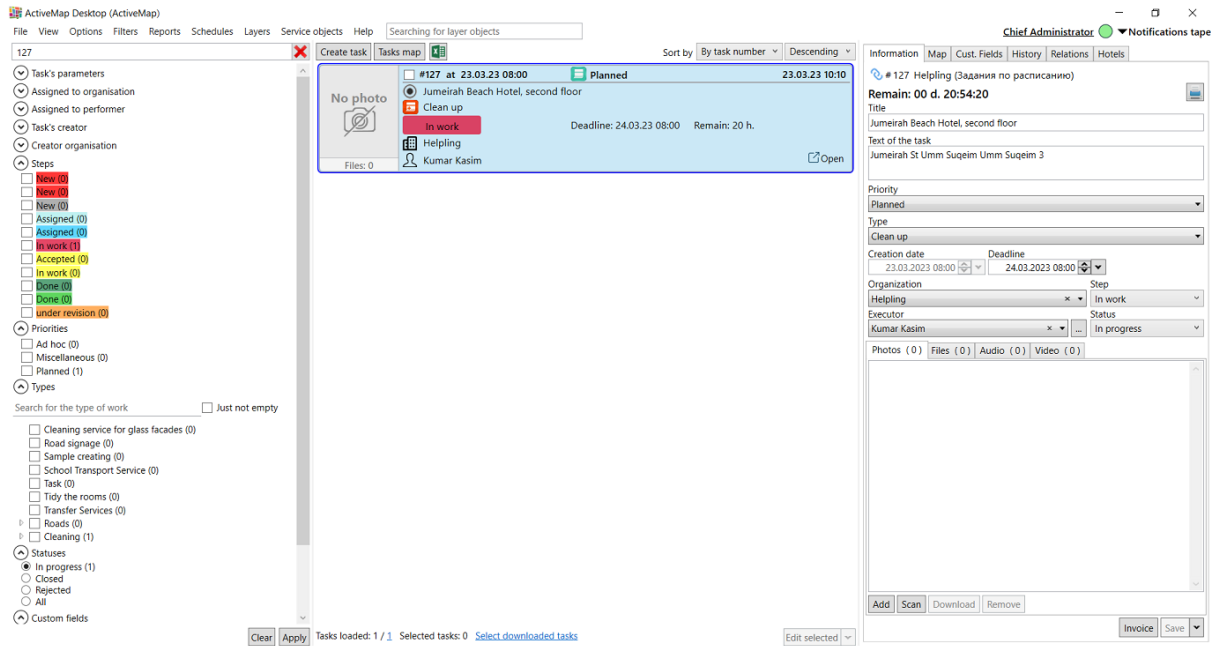 ActiveMap Desktop (ActiveMap)
File View Options Filters Reports Schedules Layers Service objects Help Searching for layer objects
Chief Administrator Notifications tape
127
Task's parameters
Assigned to organisation
Assigned to performer
Task's creator
Creator organisation
Steps
New (0)
New (0)
New (0)
Assigned (0)
Assigned (0)
In work (1)
Accepted (0)
In work (0)
Done (0)
Done (0)
under revision (0)
Priorities
Ad hoc (0)
Miscellaneous (0)
Planned (1)
Types
Search for the type of work Just not empty
Cleaning service for glass facades (0)
Road signage (0)
Sample creating (0)
School Transport Service (0)
Task (0)
Tidy the rooms (0)
Transfer Services (0)
Roads (0)
Cleaning (1)
Statuses
In progress (1)
Closed
Rejected
All
Custom fields
Clear Apply
Create task Tasks map Sort by By task number Descending
No photo
Files: 0
#127 at 23.03.23 08:00 Planned 23.03.23 10:10
Jumeirah Beach Hotel, second floor
Clean up
In work Deadline: 24.03.23 08:00 Remain: 20 h.
Helpling
Kumar Kasim Open
Tasks loaded: 1 / 1 Selected tasks: 0 Select downloaded tasks Edit selected
Information Map Cust. Fields History Relations Hotels
# 127 Helpling (Задания по расписанию)
Remain: 00 d. 20:54:20
Title
Jumeirah Beach Hotel, second floor
Text of the task
Jumeirah St Umm Suqeim Umm Suqeim 3
Priority
Planned
Type
Clean up
Creation date Deadline
23.03.2023 08:00 24.03.2023 08:00
Organization Step
Helpling In work
Executor Status
Kumar Kasim ... In progress
Photos (0) Files (0) Audio (0) Video (0)
Add Scan Download Remove
Invoice Save